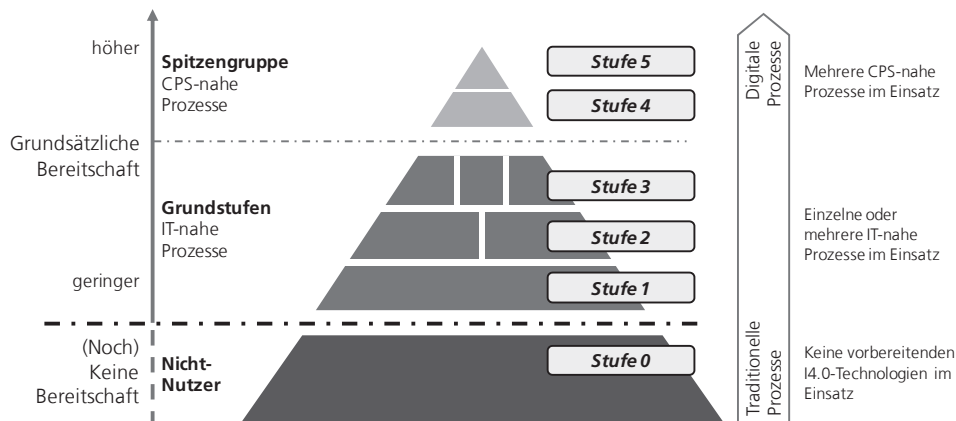 höher
Spitzengruppe
CPS-nahe
Prozesse
Stufe 5
Stufe 4
Digitale
Prozesse
Mehrere CPS-nahe
Prozesse im Einsatz
Grundsätzliche
Bereitschaft
Grundstufen
IT-nahe
Prozesse
Stufe 3
Stufe 2
Stufe 1
Einzelne oder
mehrere IT-nahe
Prozesse im Einsatz
geringer
(Noch)
Keine
Bereitschaft
Nicht-
Nutzer
Stufe 0
Traditionelle
Prozesse
Keine vorbereitenden
I4.0-Technologien im
Einsatz